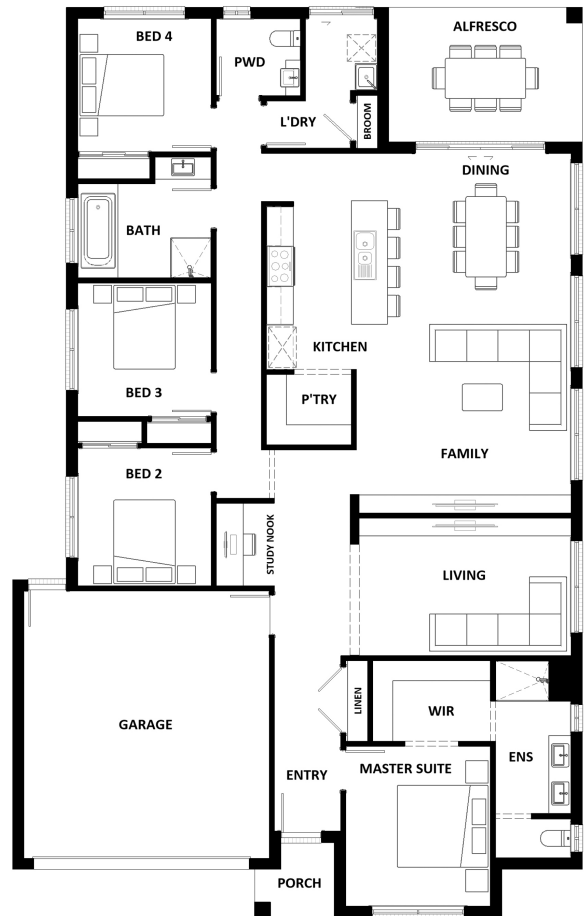 BED 4
PWD
ALFRESCO
L'DRY
BROOM
DINING
BATH
KITCHEN
BED 3
P'TRY
FAMILY
BED 2
STUDY NOOK
LIVING
LINEN
WIR
GARAGE
ENS
ENTRY
MASTER SUITE
PORCH